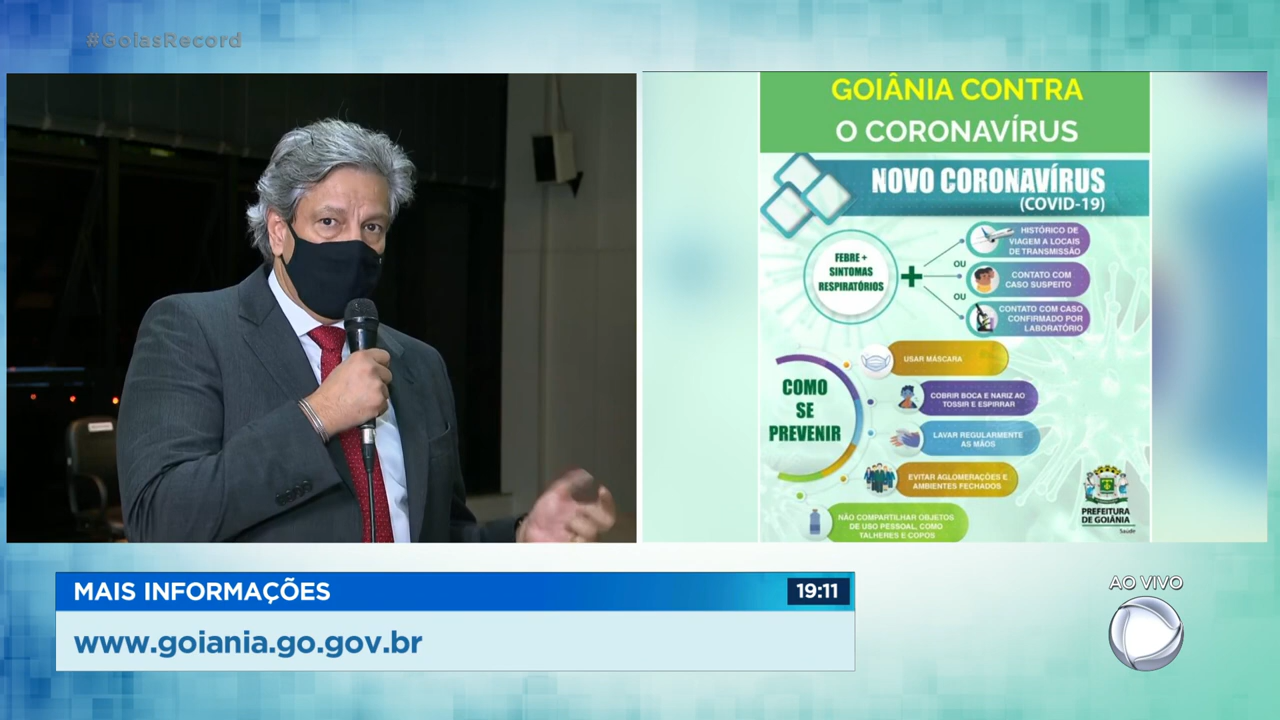 #GoiasRecord
GOIÂNIA CONTRA
O CORONAVÍRUS
NOVO CORONAVÍRUS
(COVID-19)
FEBRE +
SINTOMAS
RESPIRATÓRIOS
+
HISTÓRICO DE
VIAGEM A LOCAIS
DE TRANSMISSÃO
OU
CONTATO COM
CASO SUSPEITO
OU
CONTATO COM CASO
CONFIRMADO POR
LABORATÓRIO
COMO
SE
PREVENIR
USAR MÁSCARA
COBRIR BOCA E NARIZ AO
TOSSIR E ESPIRRAR
LAVAR REGULARMENTE
AS MÃOS
EVITAR AGLOMERAÇÕES E
AMBIENTES FECHADOS
NÃO COMPARTILHAR OBJETOS
DE USO PESSOAL, COMO
TALHERES E COPOS
PREFEITURA
DE GOIÂNIA
Saúde
MAIS INFORMAÇÕES
19:11
www.goiania.go.gov.br
AO VIVO